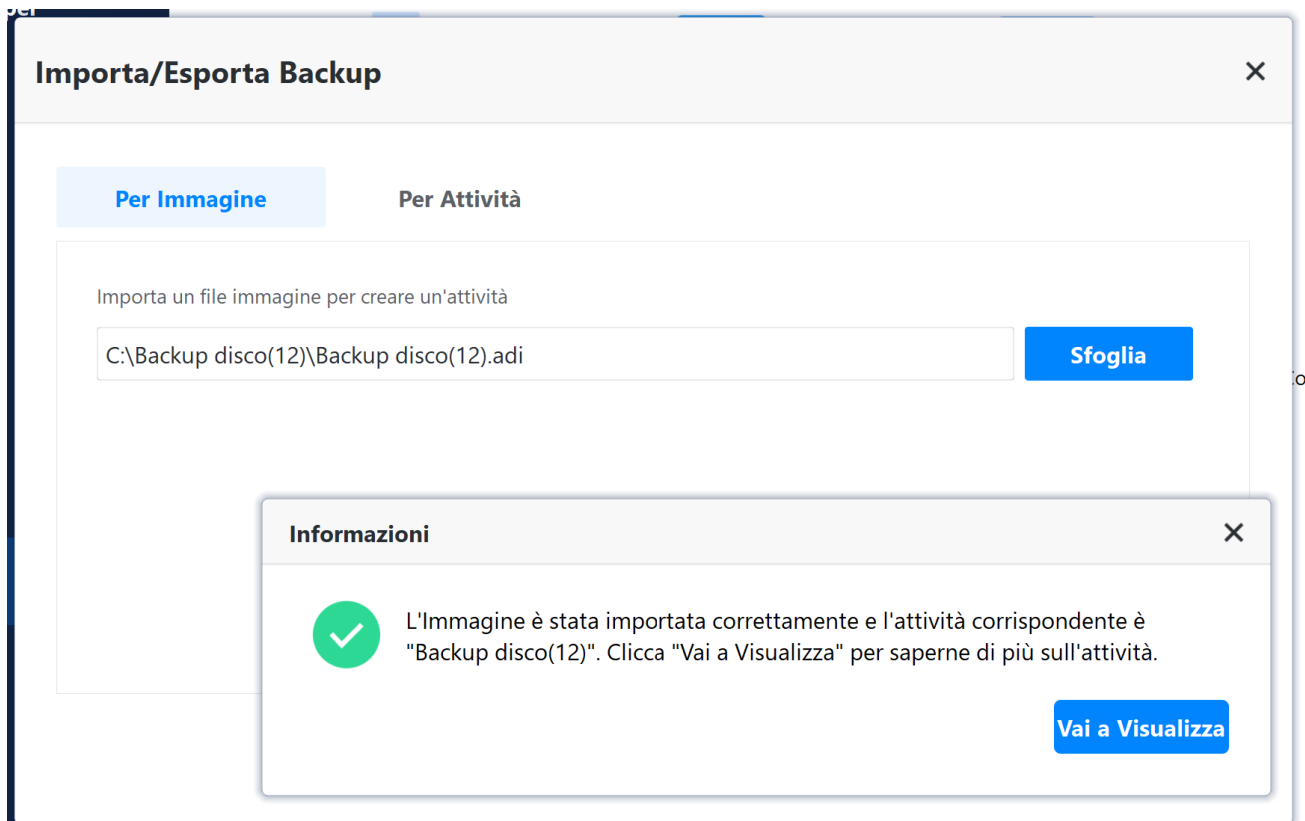 per
Importa/Esporta Backup
Per Immagine
Per Attività
Importa un file immagine per creare un'attività
C:\Backup disco(12)\Backup disco(12).adi
Sfoglia
Informazioni
L'Immagine è stata importata correttamente e l'attività corrispondente è
"Backup disco(12)". Clicca "Vai a Visualizza" per saperne di più sull'attività.
Vai a Visualizza